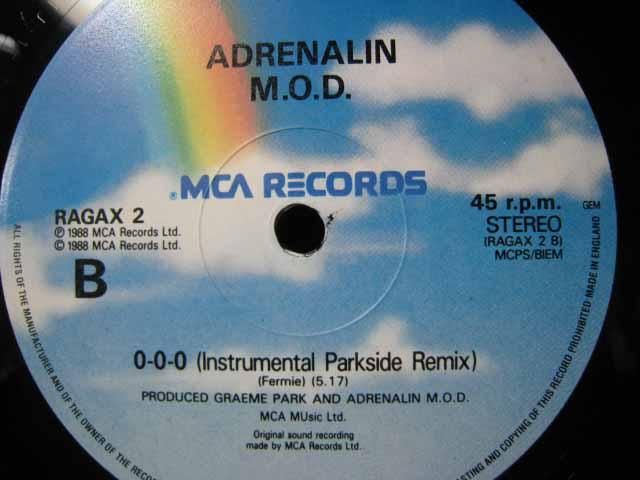 ADRENALIN
M.O.D.
® MCA RECORDS
RAGAX 2
℗ 1988 MCA Records Ltd.
© 1988 MCA Records Ltd.
B
45 r.p.m.
GEM
STEREO
(RAGAX 2 B)
MCPS/BIEM
0-0-0 (Instrumental Parkside Remix)
(Fermie) (5.17)
PRODUCED GRAEME PARK AND ADRENALIN M.O.D.
MCA MUsic Ltd.
Original sound recording
made by MCA Records Ltd.
ALL RIGHTS OF THE MANUFACTURER AND OF THE OWNER OF THE
AND COPYING OF THIS RECORD PROHIBITED MADE IN ENGLAND